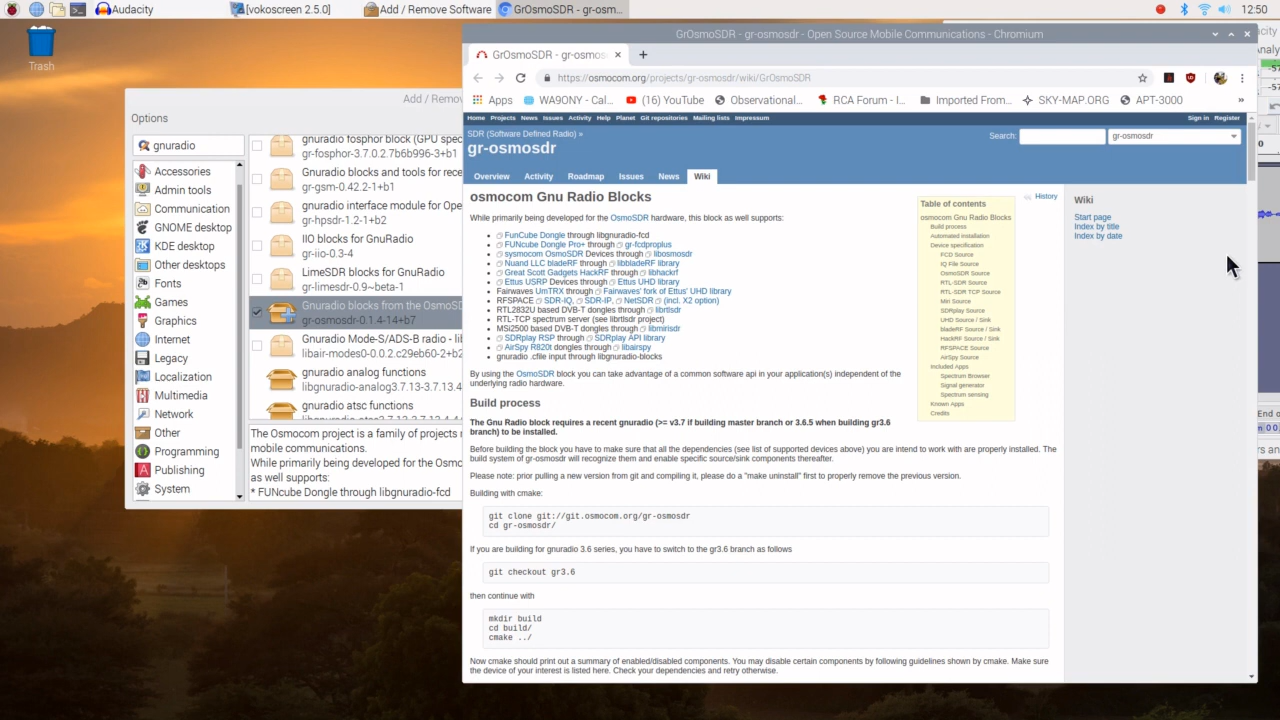 Audacity
[vokoscreen 2.5.0]
Add / Remove Software
GrOsmoSDR - gr-osm...
12:50
Trash
Add / Remov
Options
gnuradio
Accessories
Admin tools
Communication
GNOME desktop
KDE desktop
Other desktops
Fonts
Games
Graphics
Internet
Legacy
Localization
Multimedia
Network
Other
Programming
Publishing
System
gnuradio fosphor block (GPU spec
gr-fosphor-3.7.0.2.7b6b996-3+b1
Gnuradio blocks and tools for rece
gr-gsm-0.42.2-1+b1
gnuradio interface module for Ope
gr-hpsdr-1.2.1-2+b2
IIO blocks for GnuRadio
gr-iio-0.3-4
LimeSDR blocks for GnuRadio
gr-limesdr-0.9~beta-1
Gnuradio blocks from the OsmoSD
gr-osmosdr-0.1.4-14+b7
Gnuradio Mode-S/ADS-B radio - lib
libair-modes0-0.0.2.c29eb60-2+b2
gnuradio analog functions
libgnuradio-analog3.7.13-3.7.13.4
gnuradio atsc functions
The Osmocom project is a family of projects r
mobile communications.
While primarily being developed for the Osmo
as well supports:
* FUNcube Dongle through libgnuradio-fcd
GrOsmoSDR - gr-osmosdr - Open Source Mobile Communications - Chromium
GrOsmoSDR - gr-osmos
https://osmocom.org/projects/gr-osmosdr/wiki/GrOsmoSDR
Apps
WA9ONY - Cal...
(16) YouTube
Observational...
RCA Forum - I...
Imported From...
SKY-MAP.ORG
APT-3000
»
Home Projects News Issues Activity Help Planet Git repositories Mailing lists Impressum
Sign in Register
SDR (Software Defined Radio) »
gr-osmosdr
Search:
gr-osmosdr
Overview Activity Roadmap Issues News Wiki
osmocom Gnu Radio Blocks
History
While primarily being developed for the OsmoSDR hardware, this block as well supports:
FunCube Dongle through libgnuradio-fcd
FUNcube Dongle Pro+ through gr-fcdproplus
sysmocom OsmoSDR Devices through libosmosdr
Nuand LLC bladeRF through libbladeRF library
Great Scott Gadgets HackRF through libhackrf
Ettus USRP Devices through Ettus UHD library
Fairwaves UmTRX through Fairwaves' fork of Ettus' UHD library
RFSPACE SDR-IQ, SDR-IP, NetSDR (incl. X2 option)
RTL2832U based DVB-T dongles through librtlsdr
RTL-TCP spectrum server (see librtlsdr project)
MSi2500 based DVB-T dongles through libmirisdr
SDRplay RSP through SDRplay API library
AirSpy R820t dongles through libairspy
gnuradio .cfile input through libgnuradio-blocks
By using the OsmoSDR block you can take advantage of a common software api in your application(s) independent of the
underlying radio hardware.
Build process
The Gnu Radio block requires a recent gnuradio (>= v3.7 if building master branch or 3.6.5 when building gr3.6
branch) to be installed.
Before building the block you have to make sure that all the dependencies (see list of supported devices above) you are intend to work with are properly installed. The
build system of gr-osmosdr will recognize them and enable specific source/sink components thereafter.
Please note: prior pulling a new version from git and compiling it, please do a "make uninstall" first to properly remove the previous version.
Building with cmake:
git clone git://git.osmocom.org/gr-osmosdr
cd gr-osmosdr/
If you are building for gnuradio 3.6 series, you have to switch to the gr3.6 branch as follows
git checkout gr3.6
then continue with
mkdir build
cd build/
cmake ../
Now cmake should print out a summary of enabled/disabled components. You may disable certain components by following guidelines shown by cmake. Make sure
the device of your interest is listed here. Check your dependencies and retry otherwise.
Table of contents
osmocom Gnu Radio Blocks
Build process
Automated installation
Device specification
FCD Source
IQ File Source
OsmoSDR Source
RTL-SDR Source
RTL-SDR TCP Source
Miri Source
SDRplay Source
UHD Source / Sink
bladeRF Source / Sink
HackRF Source / Sink
RFSPACE Source
AirSpy Source
Included Apps
Spectrum Browser
Signal generator
Spectrum sensing
Known Apps
Credits
Wiki
Start page
Index by title
Index by date